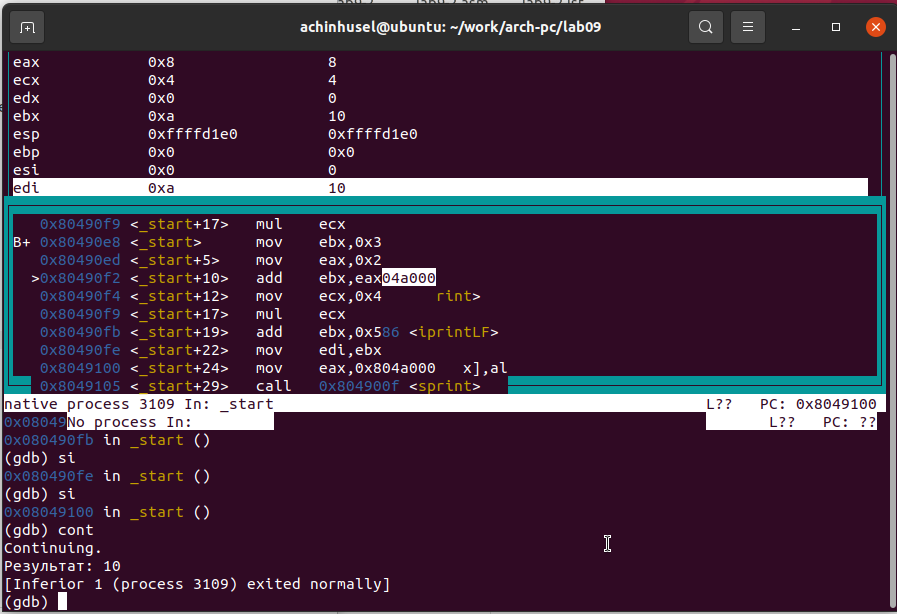 achinhusel@ubuntu: ~/work/arch-pc/lab09
eax 0x8 8
ecx 0x4 4
edx 0x0 0
ebx 0xa 10
esp 0xffffd1e0 0xffffd1e0
ebp 0x0 0x0
esi 0x0 0
edi 0xa 10
0x80490f9 <_start+17> mul ecx
B+ 0x80490e8 <_start> mov ebx,0x3
0x80490ed <_start+5> mov eax,0x2
>0x80490f2 <_start+10> add ebx,eax04a000
0x80490f4 <_start+12> mov ecx,0x4 rint>
0x80490f9 <_start+17> mul ecx
0x80490fb <_start+19> add ebx,0x586 <iprintLF>
0x80490fe <_start+22> mov edi,ebx
0x8049100 <_start+24> mov eax,0x804a000 x],al
0x8049105 <_start+29> call 0x804900f <sprint>
native process 3109 In: _start L?? PC: 0x8049100
0x08049No process In: L?? PC: ??
0x080490fb in _start ()
(gdb) si
0x080490fe in _start ()
(gdb) si
0x08049100 in _start ()
(gdb) cont
Continuing.
Результат: 10
[Inferior 1 (process 3109) exited normally]
(gdb)